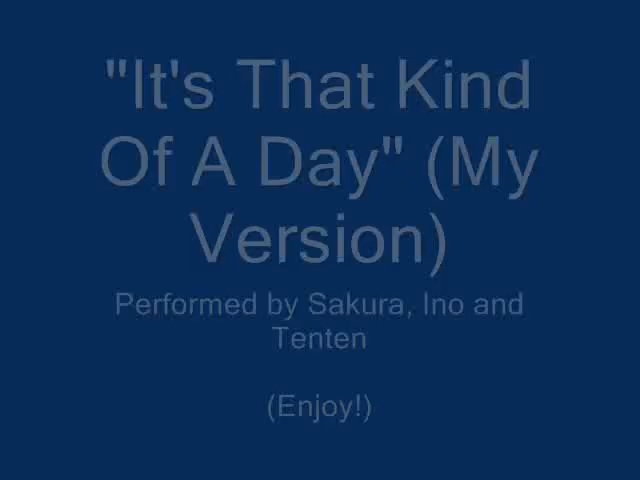 "It's That Kind
Of A Day" (My
Version)
Performed by Sakura, Ino and
Tenten
(Enjoy!)